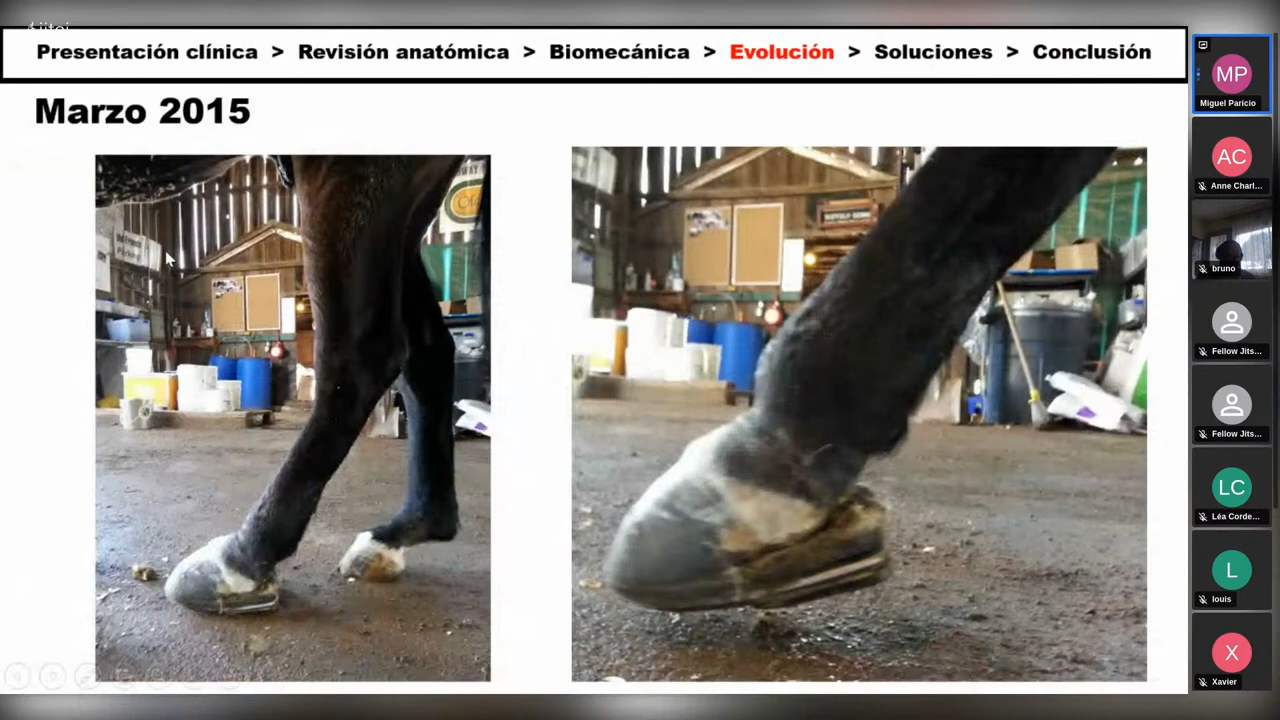 jitsi
Presentación clínica > Revisión anatómica > Biomecánica > Evolución > Soluciones > Conclusión
Marzo 2015
MP
Miguel Paricio
AC
Anne Charl...
bruno
Fellow Jits...
Fellow Jits...
LC
Léa Corde...
L
louis
X
Xavier